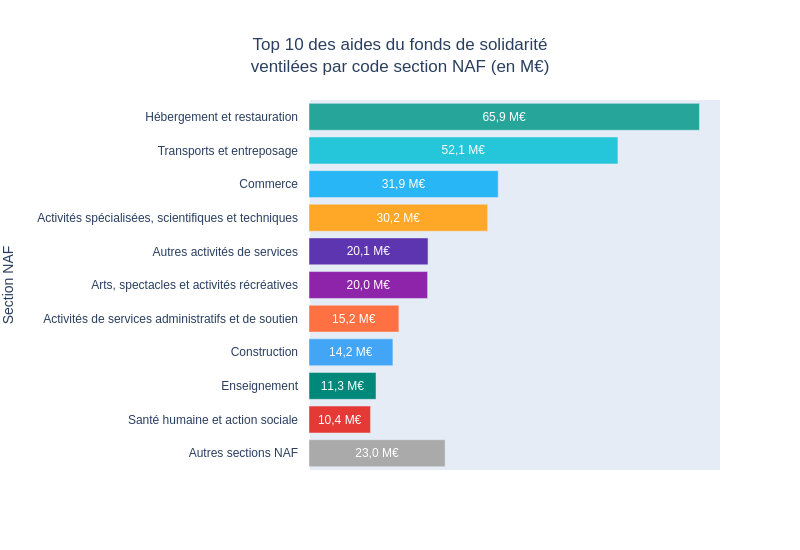 Top 10 des aides du fonds de solidarité
ventilées par code section NAF (en M€)
Section NAF
Hébergement et restauration 65,9 M€
Transports et entreposage 52,1 M€
Commerce 31,9 M€
Activités spécialisées, scientifiques et techniques 30,2 M€
Autres activités de services 20,1 M€
Arts, spectacles et activités récréatives 20,0 M€
Activités de services administratifs et de soutien 15,2 M€
Construction 14,2 M€
Enseignement 11,3 M€
Santé humaine et action sociale 10,4 M€
Autres sections NAF 23,0 M€